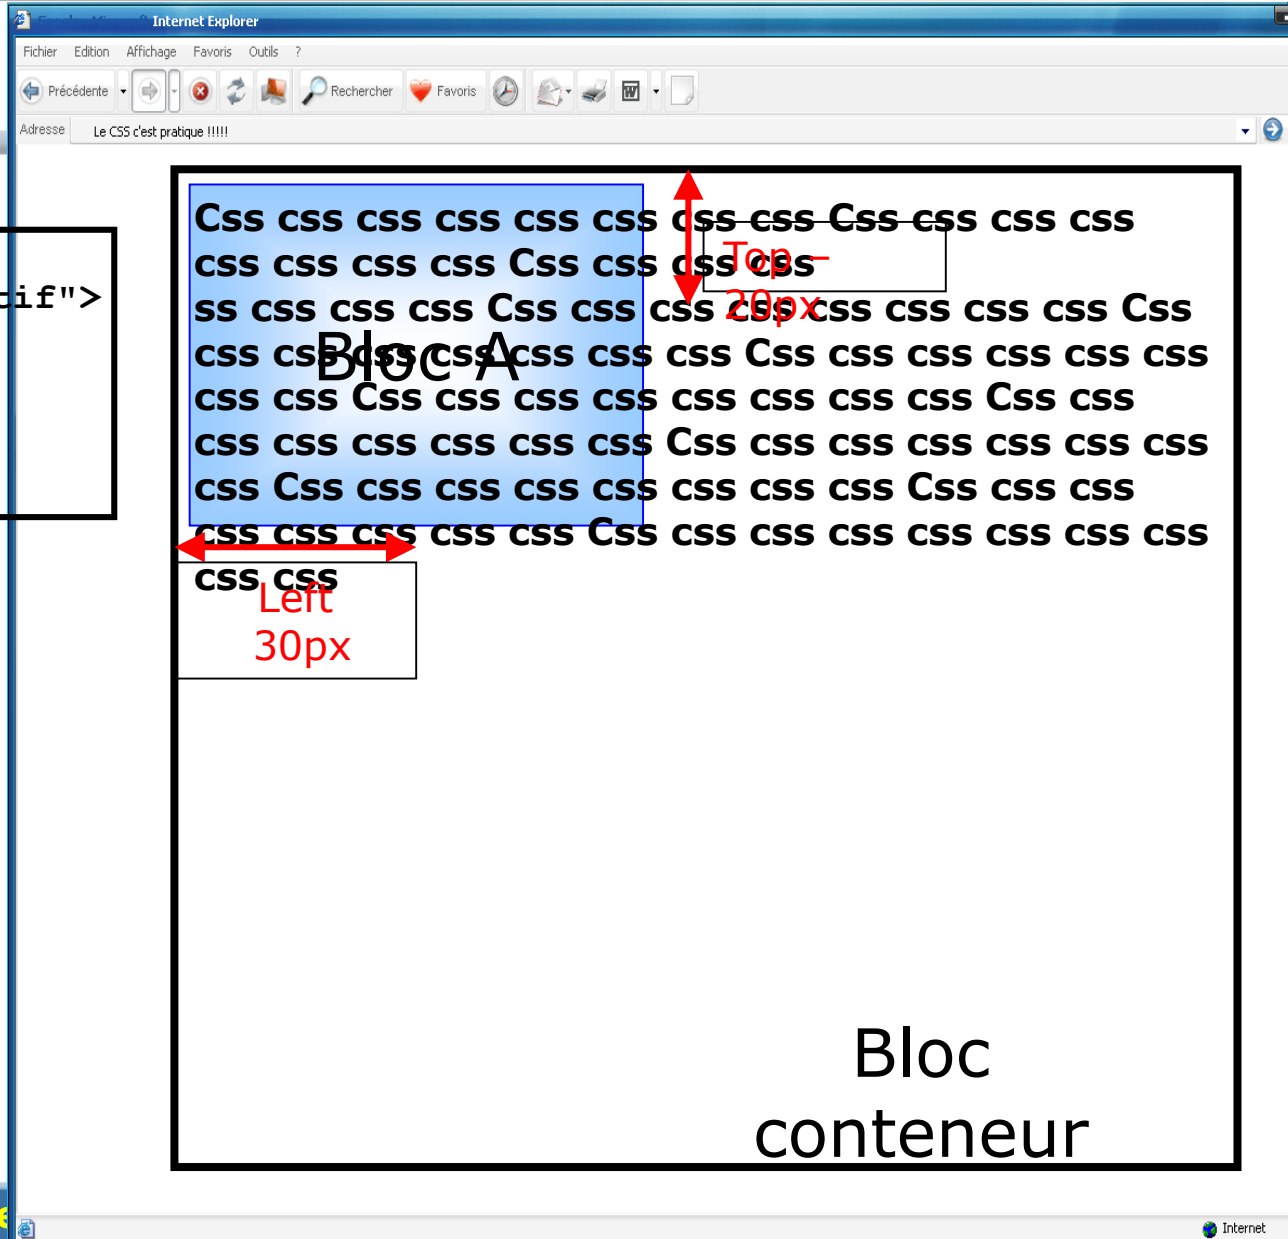 Internet Explorer
Fichier Edition Affichage Favoris Outils ?
Précédente Rechercher Favoris
Adresse Le CSS c'est pratique !!!!!
Css css css css css css css css Css css css css
css css css css Css css css css
ss css css css Css css css css css css css css Css
css css css css css css css Css css css css css css
css css Css css css css css css css css Css css
css css css css css css Css css css css css css css
css Css css css css css css css css Css css css
css css css css css Css css css css css css css css
css css
Top –
20px
tif">
Bloc A
Left
30px
Bloc
conteneur
Internet